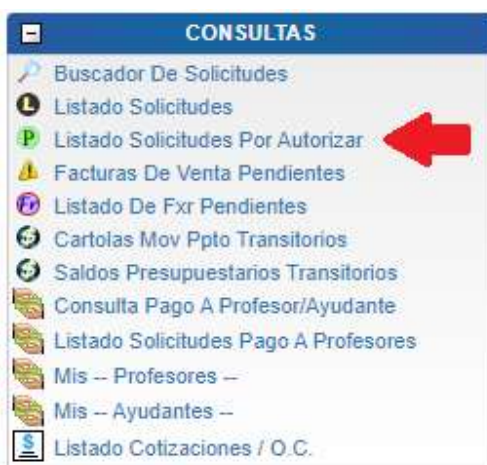 CONSULTAS
Buscador De Solicitudes
L Listado Solicitudes
P Listado Solicitudes Por Autorizar
Facturas De Venta Pendientes
Fr Listado De Fxr Pendientes
Cartolas Mov Ppto Transitorios
Saldos Presupuestarios Transitorios
Consulta Pago A Profesor/Ayudante
Listado Solicitudes Pago A Profesores
Mis -- Profesores --
Mis -- Ayudantes --
$ Listado Cotizaciones / O.C.